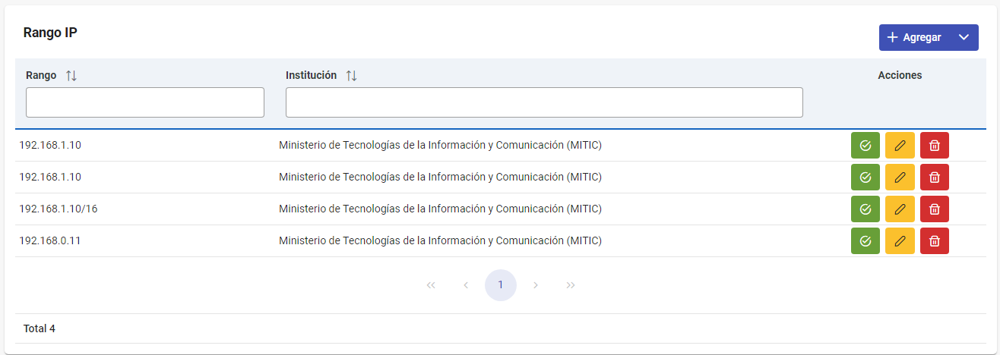 Rango IP
Agregar
Rango Institución Acciones
192.168.1.10 Ministerio de Tecnologías de la Información y Comunicación (MITIC)
192.168.1.10 Ministerio de Tecnologías de la Información y Comunicación (MITIC)
192.168.1.10/16 Ministerio de Tecnologías de la Información y Comunicación (MITIC)
192.168.0.11 Ministerio de Tecnologías de la Información y Comunicación (MITIC)
1
Total 4